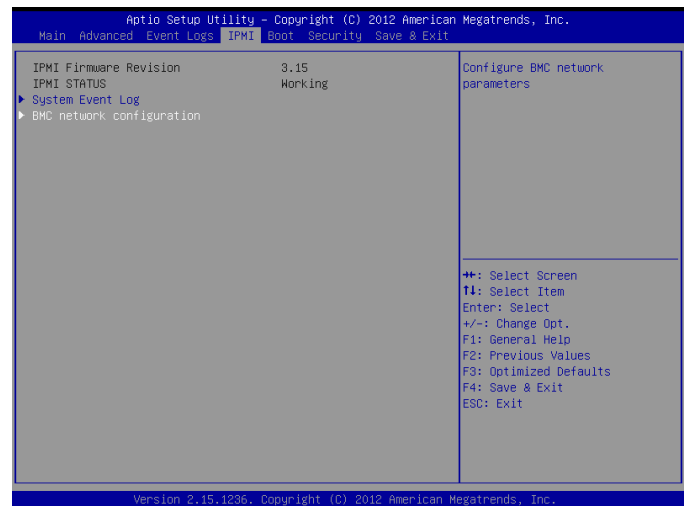 Aptio Setup Utility – Copyright (C) 2012 American Megatrends, Inc.
Main Advanced Event Logs IPMI Boot Security Save & Exit
IPMI Firmware Revision 3.15
IPMI STATUS Working
System Event Log
BMC network configuration
Configure BMC network
parameters
→←: Select Screen
↑↓: Select Item
Enter: Select
+/-: Change Opt.
F1: General Help
F2: Previous Values
F3: Optimized Defaults
F4: Save & Exit
ESC: Exit
Version 2.15.1236. Copyright (C) 2012 American Megatrends, Inc.